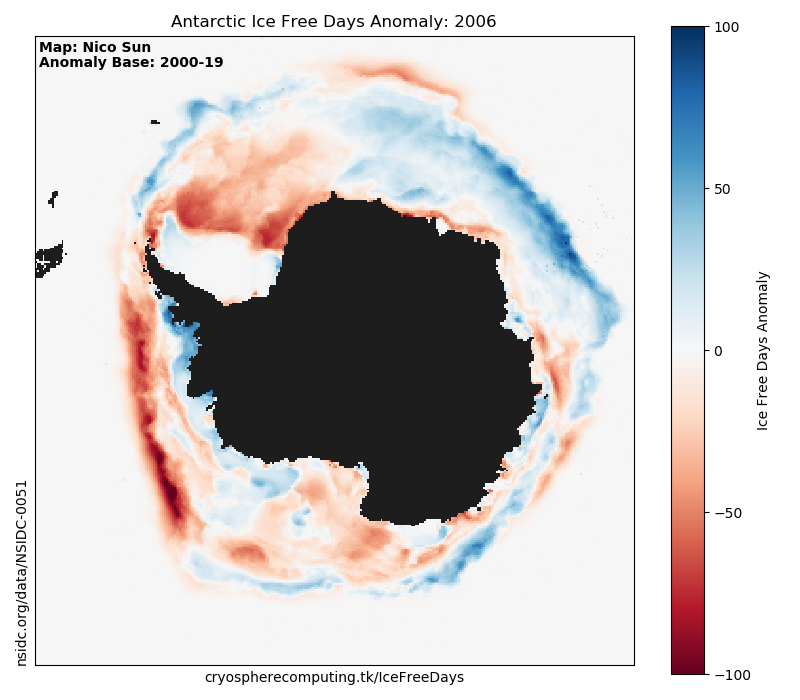 Antarctic Ice Free Days Anomaly: 2006
Map: Nico Sun
Anomaly Base: 2000-19
100
50
0
−50
−100
Ice Free Days Anomaly
nsidc.org/data/NSIDC-0051
cryospherecomputing.tk/IceFreeDays